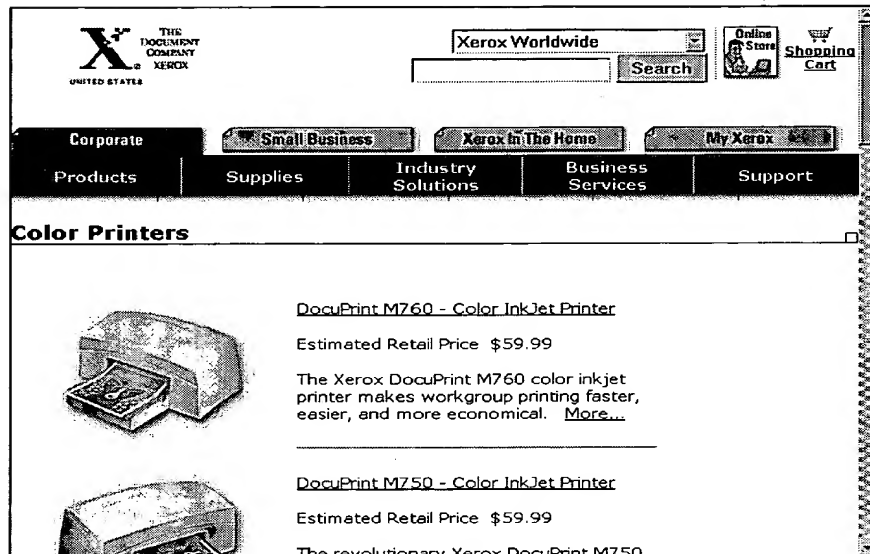 THE
DOCUMENT
COMPANY
XEROX
UNITED STATES
Xerox Worldwide
Search
Online
Store
Shopping
Cart
Corporate
Small Business
Xerox In The Home
My Xerox
Products
Supplies
Industry
Solutions
Business
Services
Support
Color Printers
DocuPrint M760 - Color InkJet Printer
Estimated Retail Price $59.99
The Xerox DocuPrint M760 color inkjet
printer makes workgroup printing faster,
easier, and more economical. More...
DocuPrint M750 - Color InkJet Printer
Estimated Retail Price $59.99
The revolutionary Xerox DocuPrint M750